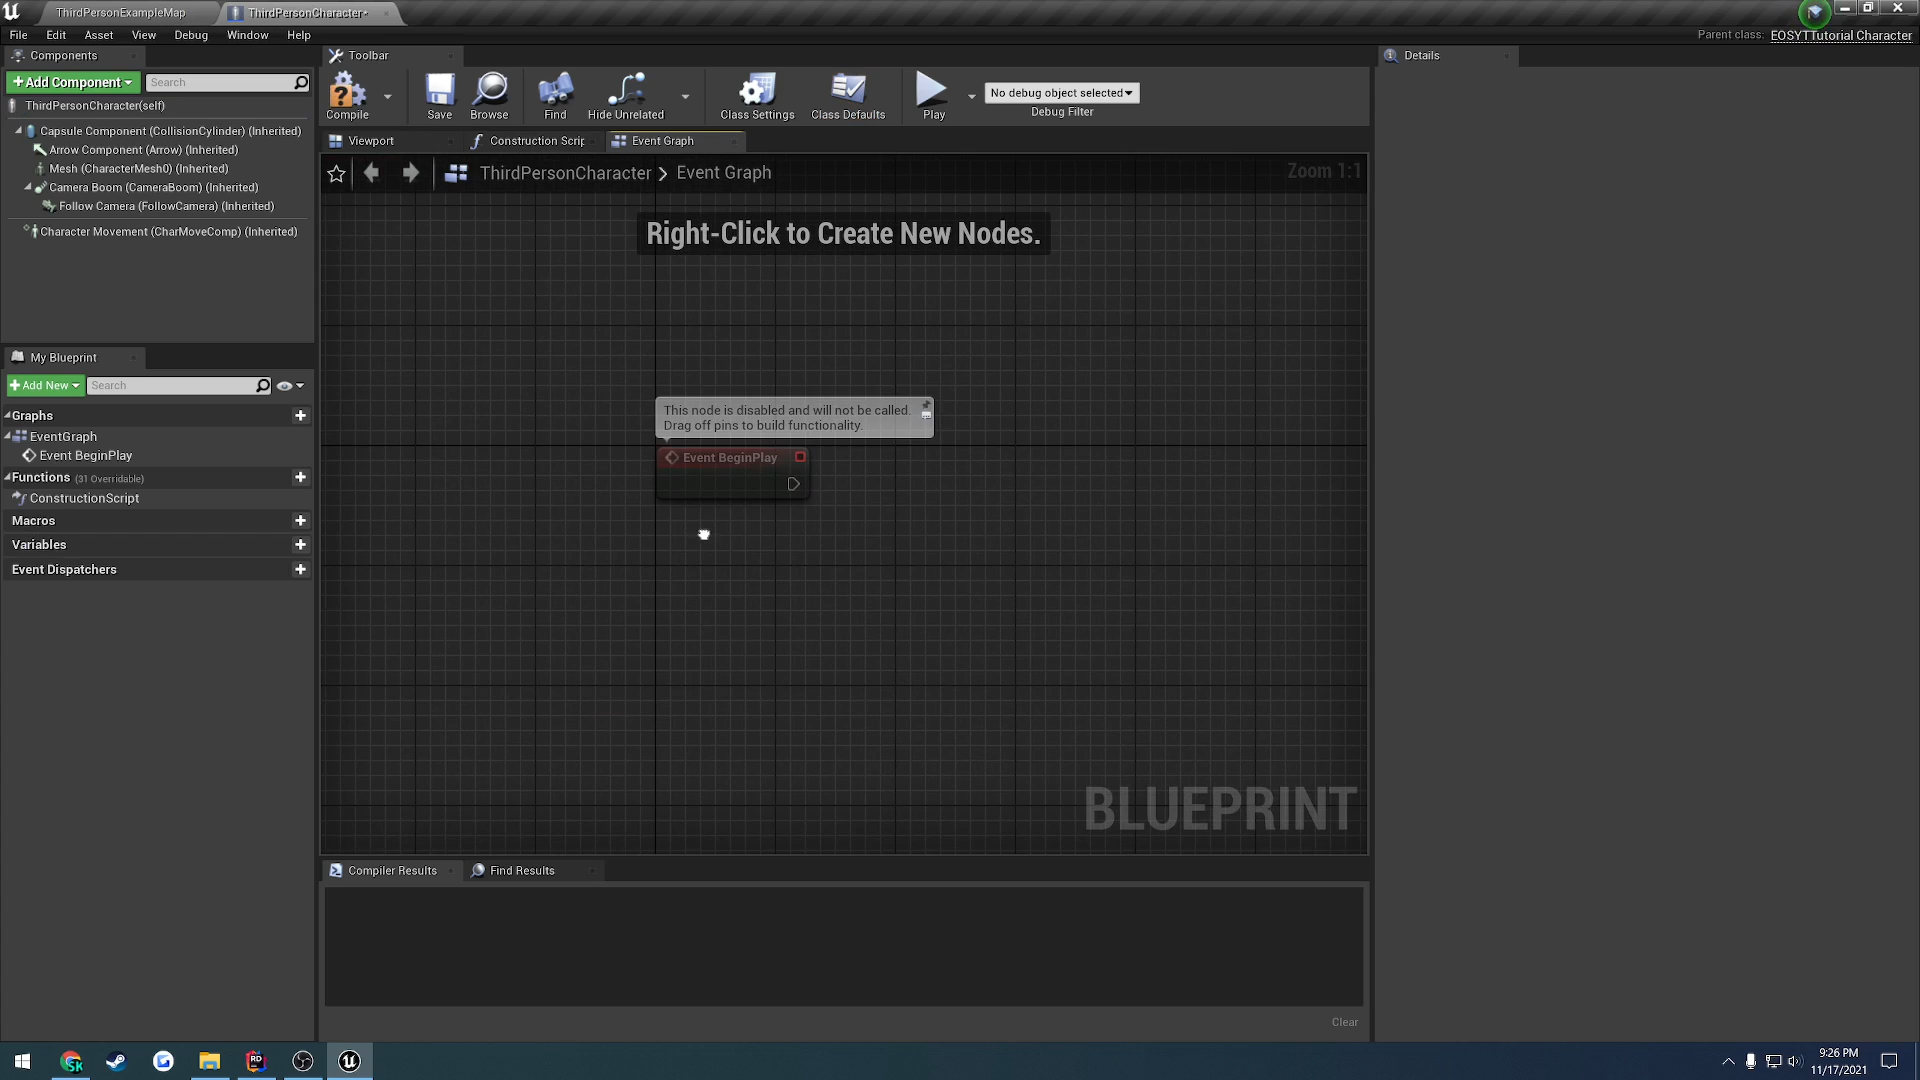 ThirdPersonExampleMap
ThirdPersonCharacter*
File Edit Asset View Debug Window Help
Parent class: EOSYTTutorial Character
Components
+Add Component
Search
ThirdPersonCharacter(self)
Capsule Component (CollisionCylinder) (Inherited)
Arrow Component (Arrow) (Inherited)
Mesh (CharacterMesh0) (Inherited)
Camera Boom (CameraBoom) (Inherited)
Follow Camera (FollowCamera) (Inherited)
Character Movement (CharMoveComp) (Inherited)
My Blueprint
+Add New
Search
Graphs
EventGraph
Event BeginPlay
Functions (31 Overridable)
ConstructionScript
Macros
Variables
Event Dispatchers
Toolbar
Compile
Save
Browse
Find
Hide Unrelated
Class Settings
Class Defaults
Play
No debug object selected
Debug Filter
Viewport
Construction Scrip
Event Graph
ThirdPersonCharacter > Event Graph
Zoom 1:1
Right-Click to Create New Nodes.
This node is disabled and will not be called.
Drag off pins to build functionality.
Event BeginPlay
BLUEPRINT
Compiler Results
Find Results
Clear
Details
9:26 PM
11/17/2021